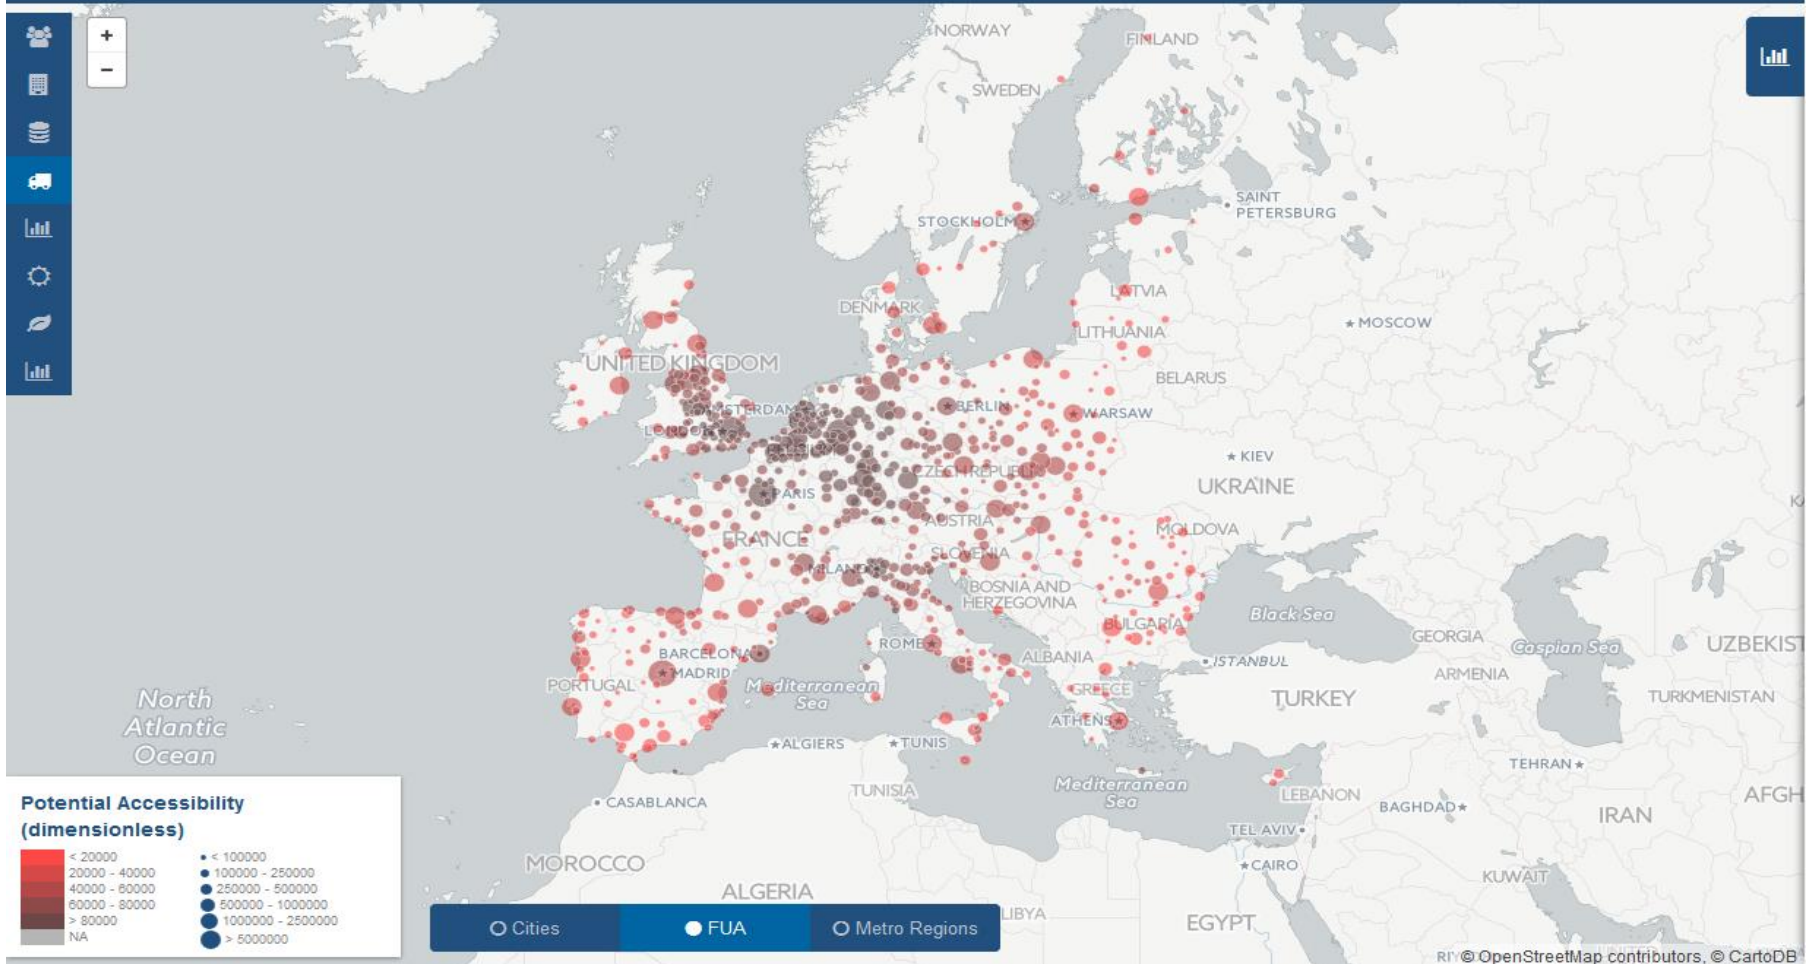 +
−
NORWAY
FINLAND
SWEDEN
SAINT
PETERSBURG
STOCKHOLM
LATVIA
DENMARK
MOSCOW
LITHUANIA
UNITED KINGDOM
BELARUS
AMSTERDAM
BERLIN
WARSAW
LONDON
KIEV
CZECH REPUBLIC
UKRAINE
PARIS
AUSTRIA
MOLDOVA
FRANCE
SLOVENIA
MILANO
BOSNIA AND
HERZEGOVINA
Black Sea
BULGARIA
GEORGIA
Caspian Sea
UZBEKIST
ROME
BARCELONA
ALBANIA
ISTANBUL
MADRID
ARMENIA
PORTUGAL
Mediterranean
Sea
GREECE
TURKEY
TURKMENISTAN
North
Atlantic
Ocean
ATHENS
ALGIERS
TUNIS
TEHRAN
Mediterranean
Sea
TUNISIA
LEBANON
AFGH
CASABLANCA
BAGHDAD
IRAN
TEL AVIV
MOROCCO
CAIRO
KUWAIT
ALGERIA
LIBYA
EGYPT
Potential Accessibility
(dimensionless)
< 20000
20000 - 40000
40000 - 60000
60000 - 80000
> 80000
NA
< 100000
100000 - 250000
250000 - 500000
500000 - 1000000
1000000 - 2500000
> 5000000
Cities
FUA
Metro Regions
© OpenStreetMap contributors, © CartoDB